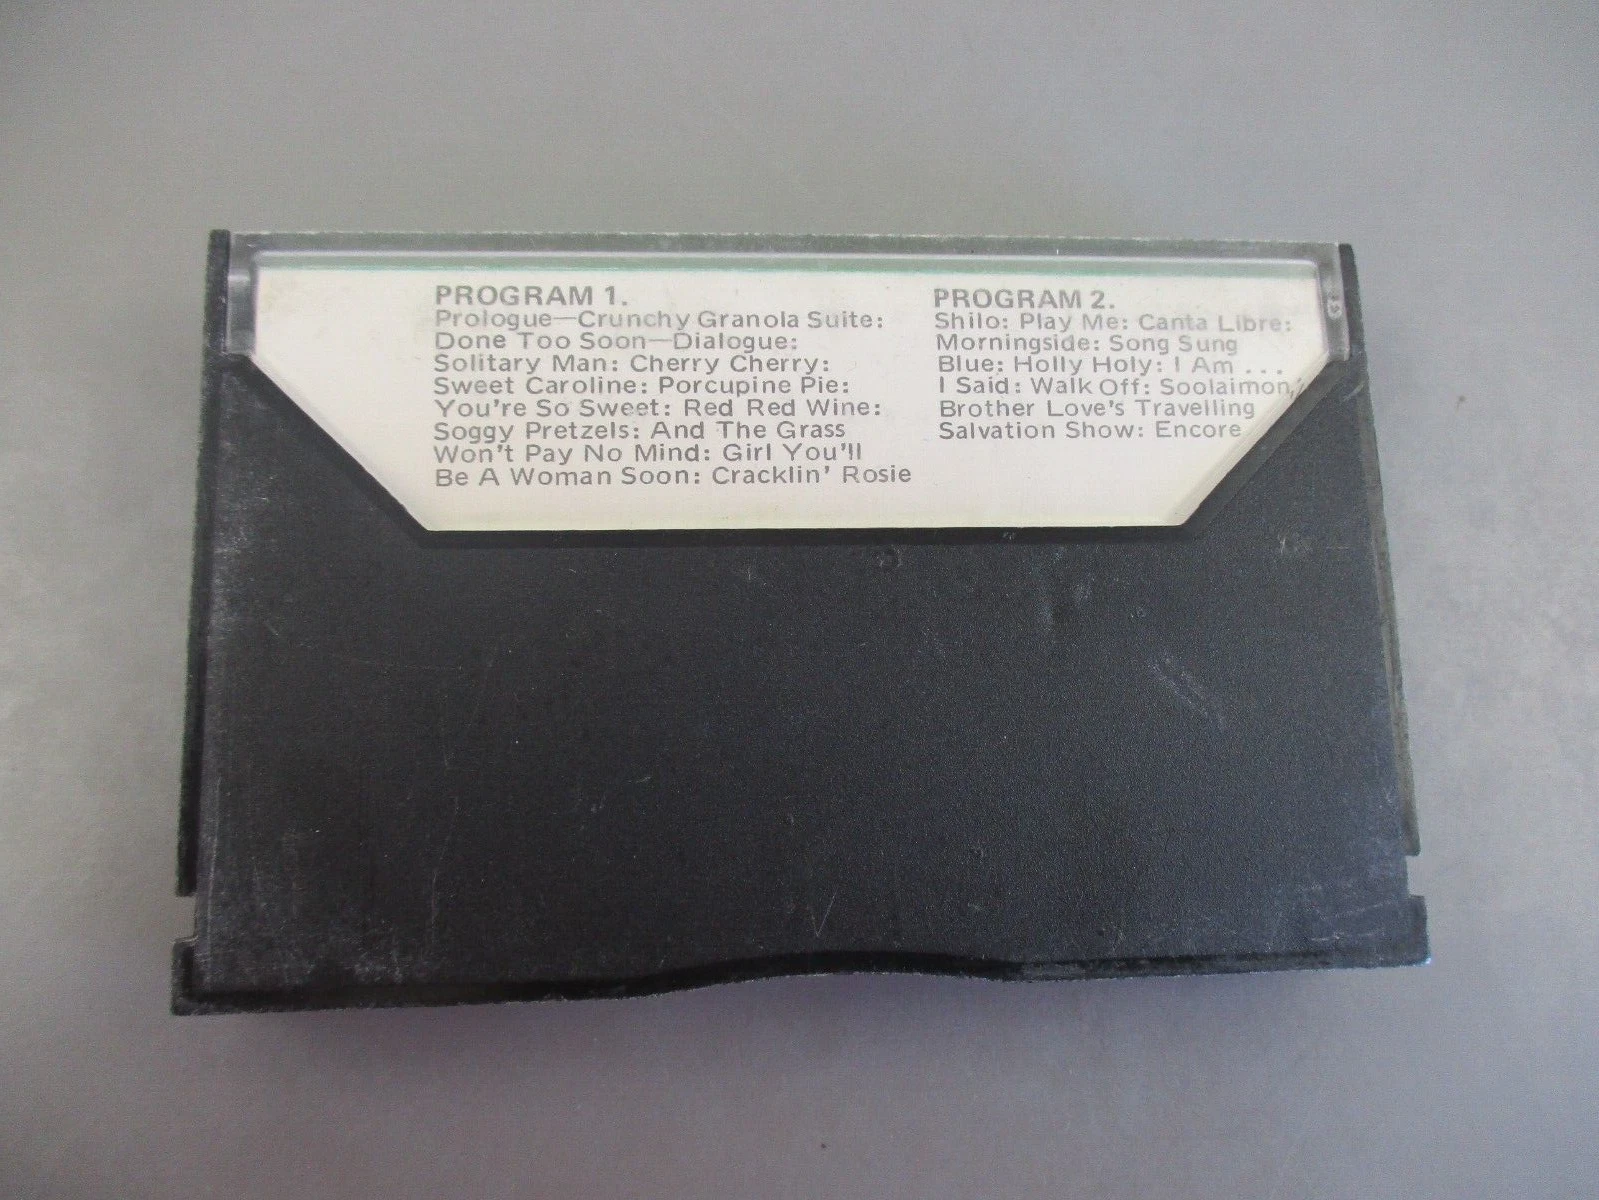 PROGRAM 1.
Prologue—Crunchy Granola Suite:
Done Too Soon—Dialogue:
Solitary Man: Cherry Cherry:
Sweet Caroline: Porcupine Pie:
You're So Sweet: Red Red Wine:
Soggy Pretzels: And The Grass
Won't Pay No Mind: Girl You'll
Be A Woman Soon: Cracklin' Rosie
PROGRAM 2.
Shilo: Play Me: Canta Libre:
Morningside: Song Sung
Blue: Holly Holy: I Am ...
I Said: Walk Off: Soolaimon,
Brother Love's Travelling
Salvation Show: Encore